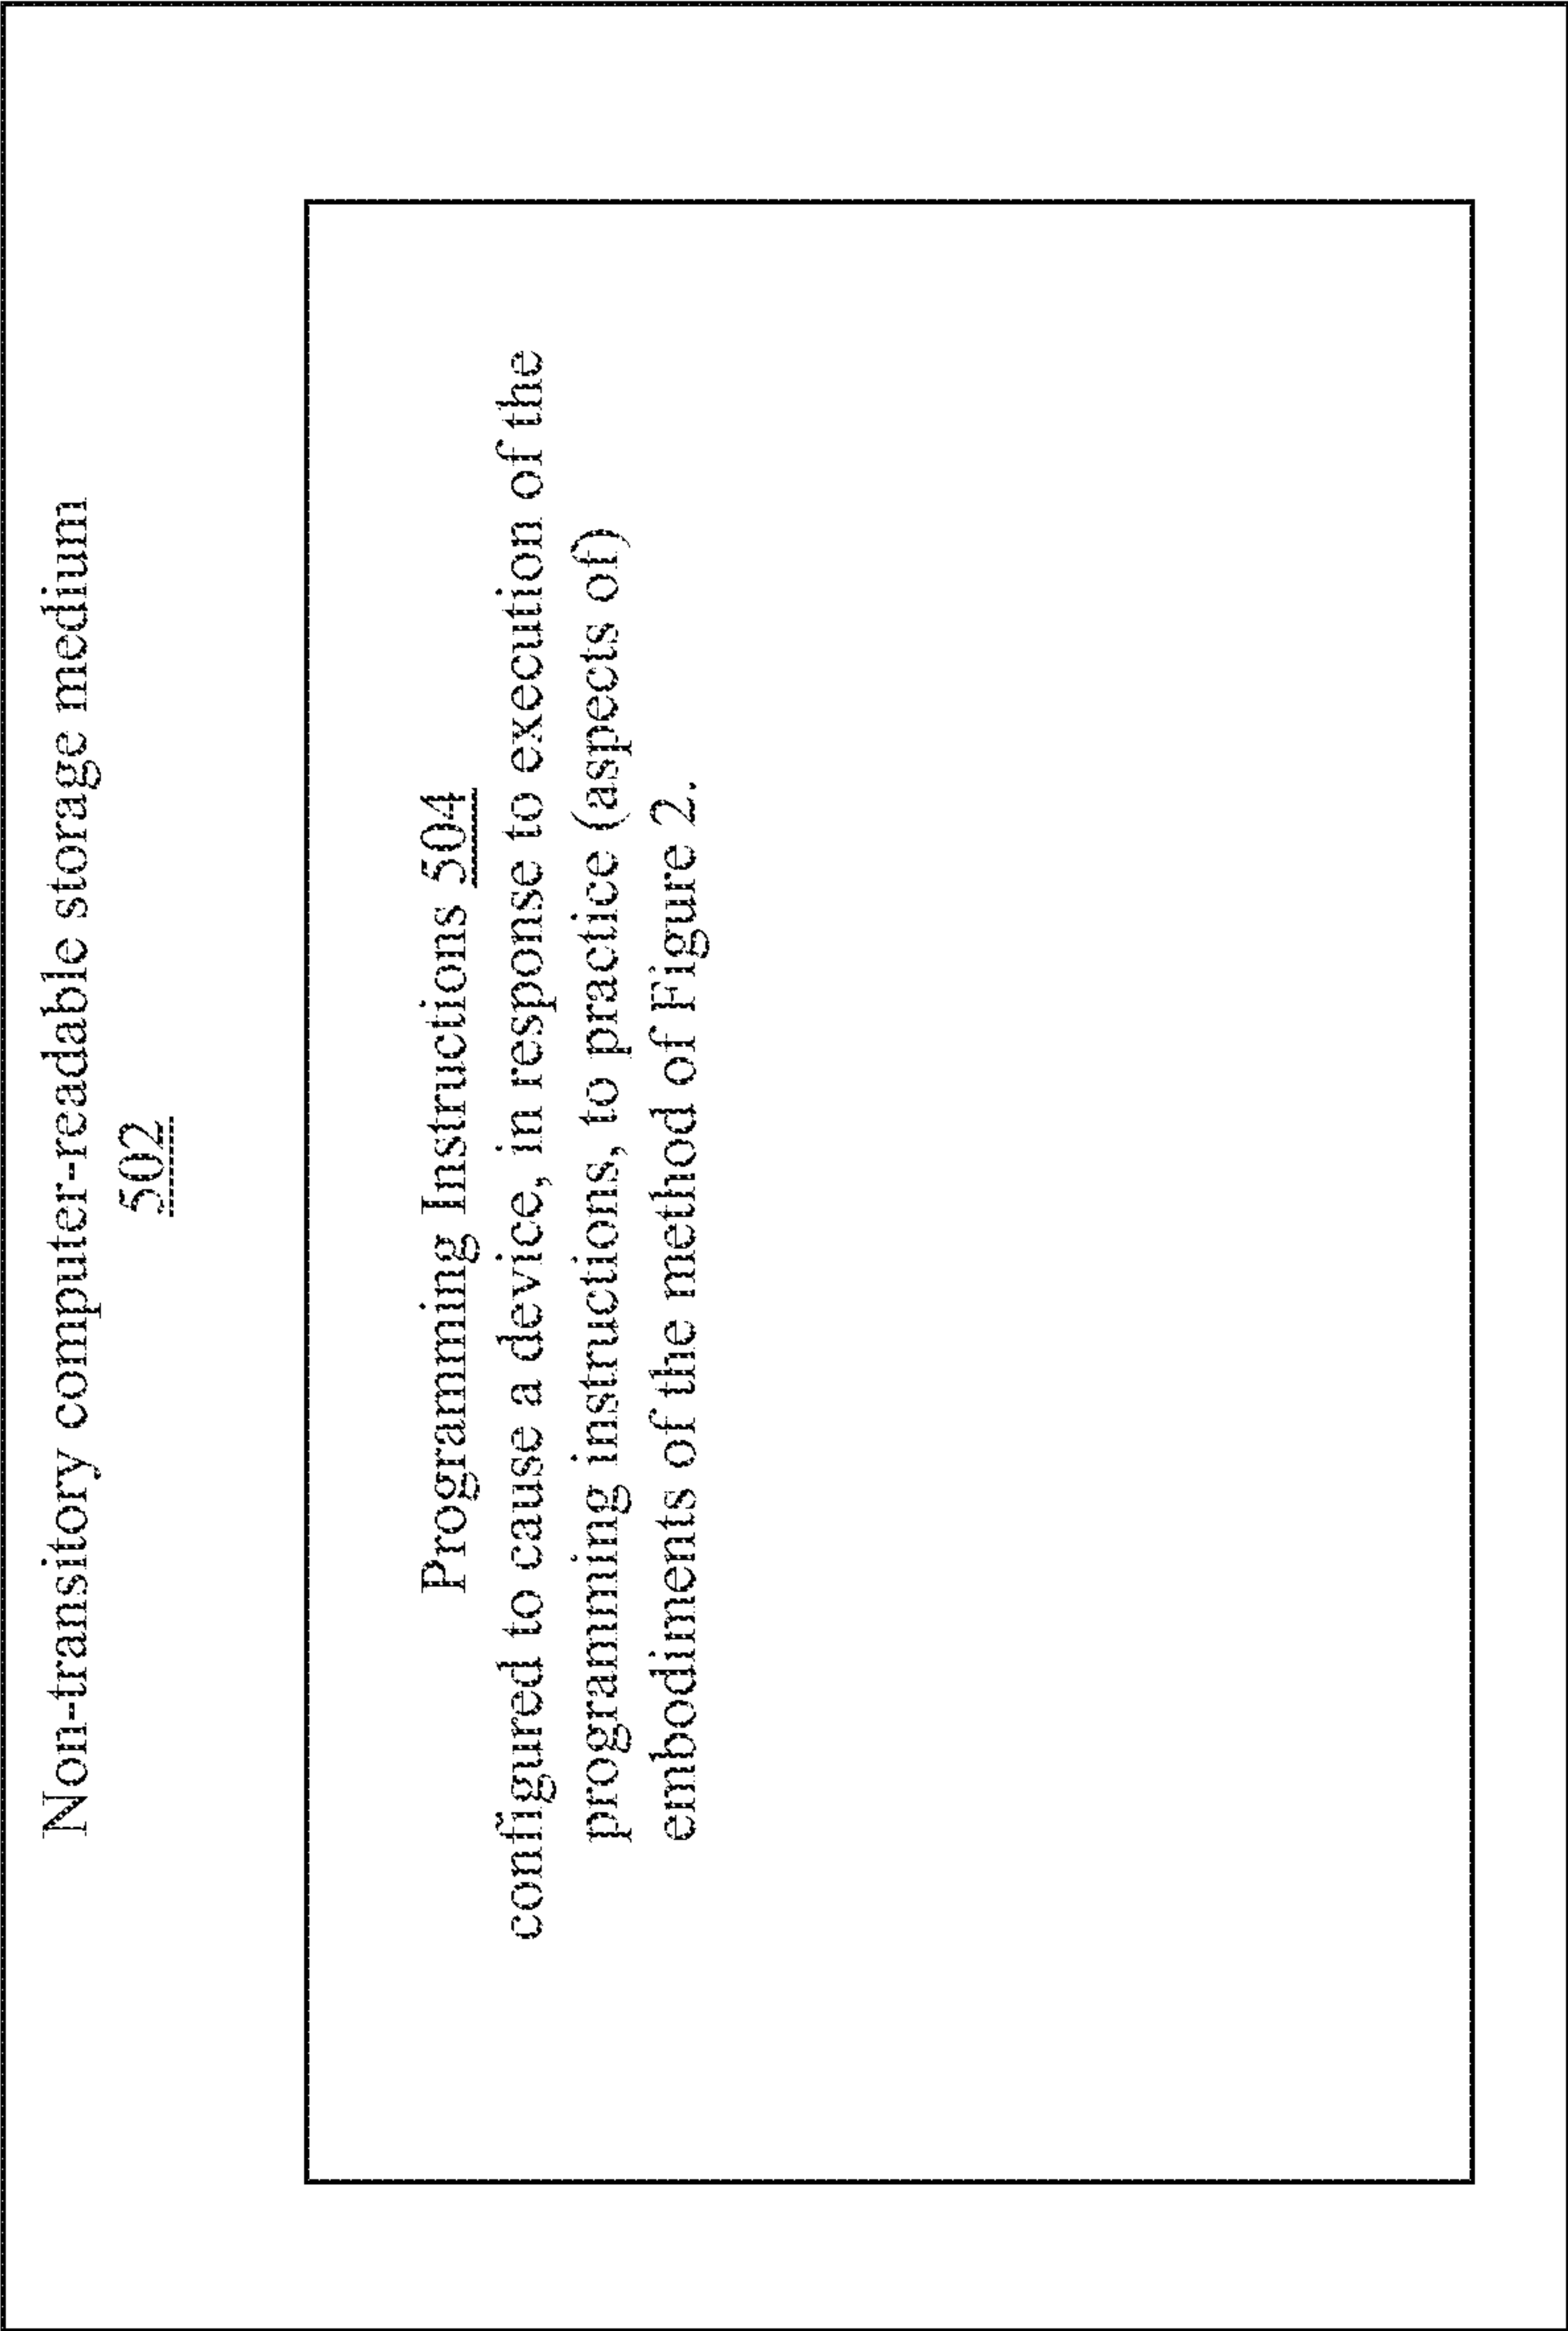 Non-transitory computer-readable storage medium
502
Programming Instructions 504
configured to cause a device, in response to execution of the
programming instructions, to practice (aspects of)
embodiments of the method of Figure 2.